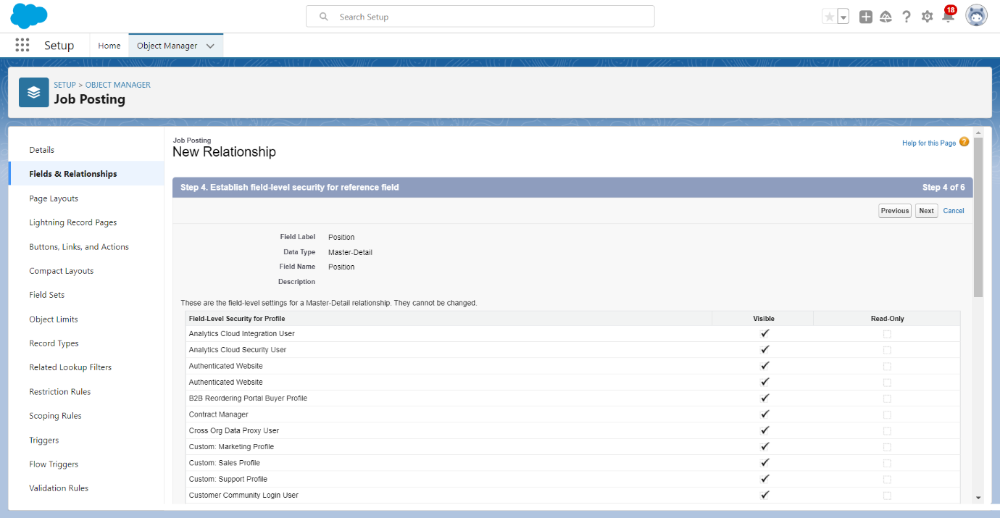 Search Setup
18
Setup
Home
Object Manager
SETUP > OBJECT MANAGER
Job Posting
Details
Fields & Relationships
Page Layouts
Lightning Record Pages
Buttons, Links, and Actions
Compact Layouts
Field Sets
Object Limits
Record Types
Related Lookup Filters
Restriction Rules
Scoping Rules
Triggers
Flow Triggers
Validation Rules
Job Posting
New Relationship
Help for this Page ?
Step 4. Establish field-level security for reference field Step 4 of 6
Previous Next Cancel
Field Label Position
Data Type Master-Detail
Field Name Position
Description
These are the field-level settings for a Master-Detail relationship. They cannot be changed.
Field-Level Security for Profile Visible Read-Only
Analytics Cloud Integration User
Analytics Cloud Security User
Authenticated Website
Authenticated Website
B2B Reordering Portal Buyer Profile
Contract Manager
Cross Org Data Proxy User
Custom: Marketing Profile
Custom: Sales Profile
Custom: Support Profile
Customer Community Login User